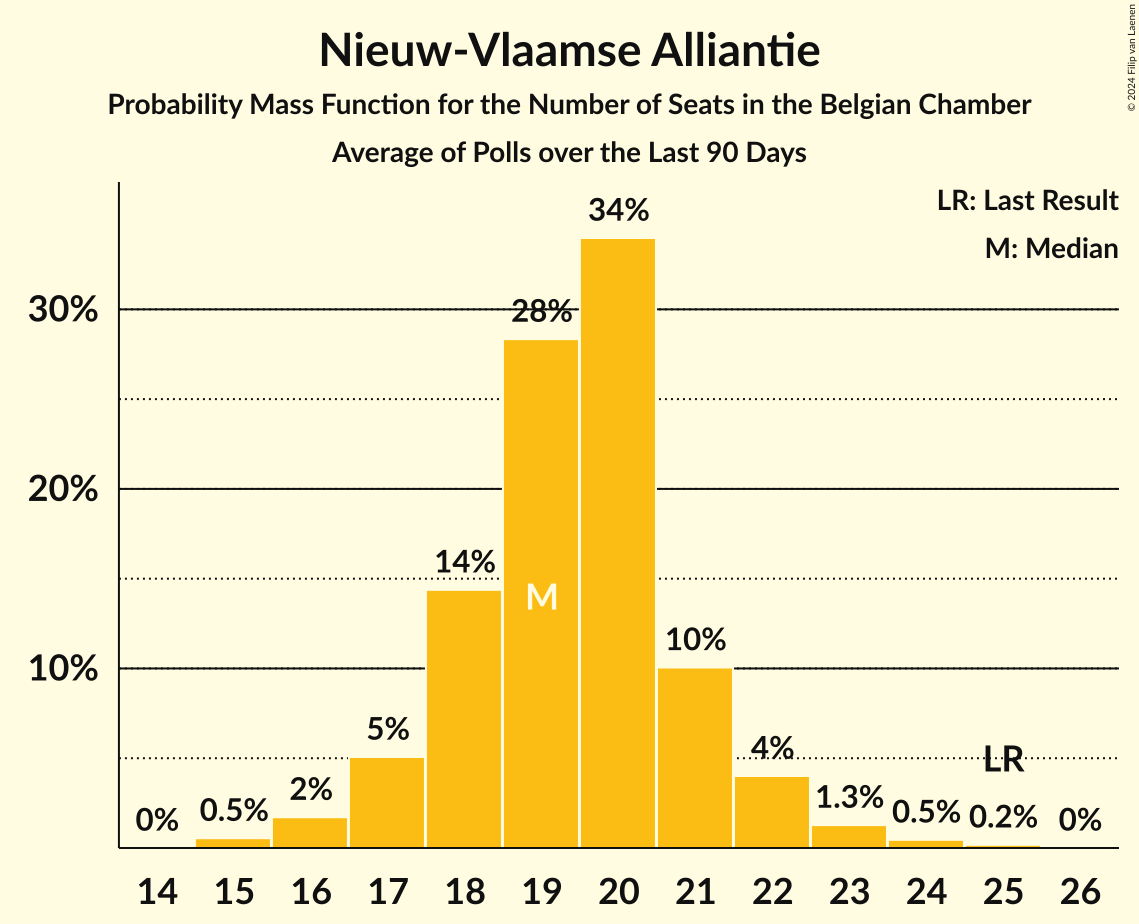 Nieuw-Vlaamse Alliantie
Probability Mass Function for the Number of Seats in the Belgian Chamber
Average of Polls over the Last 90 Days
© 2024 Filip van Laenen
LR: Last Result
M: Median
34%
30%
28%
20%
14%
M
10%
10%
5%
4%
LR
2%
1.3%
0%
0.5%
0.5%
0.2%
0%
14 15 16 17 18 19 20 21 22 23 24 25 26